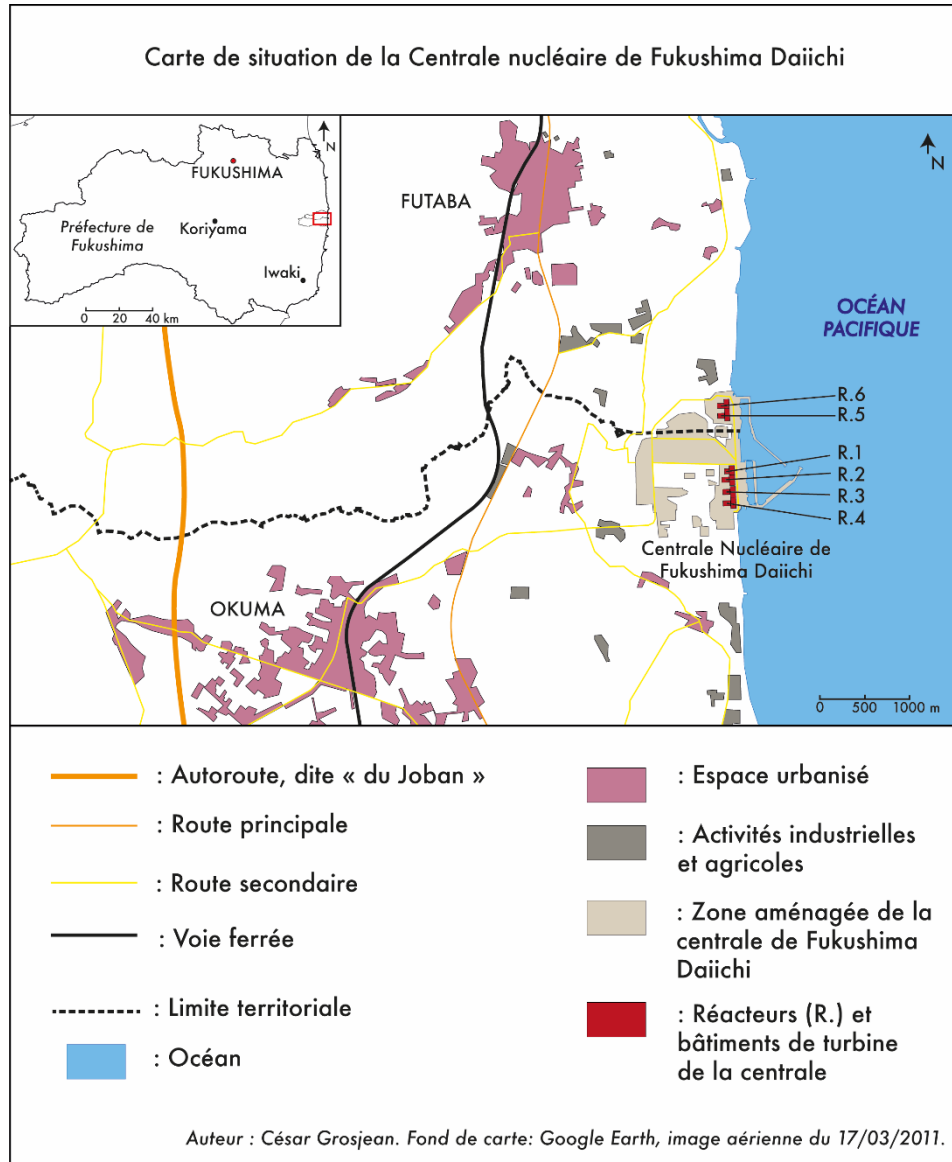 Carte de situation de la Centrale nucléaire de Fukushima Daiichi
N
FUKUSHIMA
Préfecture de
Fukushima
Koriyama
Iwaki
0 20 40 km
FUTABA
N
OCÉAN
PACIFIQUE
R.6
R.5
R.1
R.2
R.3
R.4
Centrale Nucléaire de
Fukushima Daiichi
OKUMA
0 500 1000 m
: Autoroute, dite « du Joban »
: Route principale
: Route secondaire
: Voie ferrée
: Limite territoriale
: Océan
: Espace urbanisé
: Activités industrielles
et agricoles
: Zone aménagée de la
centrale de Fukushima
Daiichi
: Réacteurs (R.) et
bâtiments de turbine
de la centrale
Auteur : César Grosjean. Fond de carte: Google Earth, image aérienne du 17/03/2011.